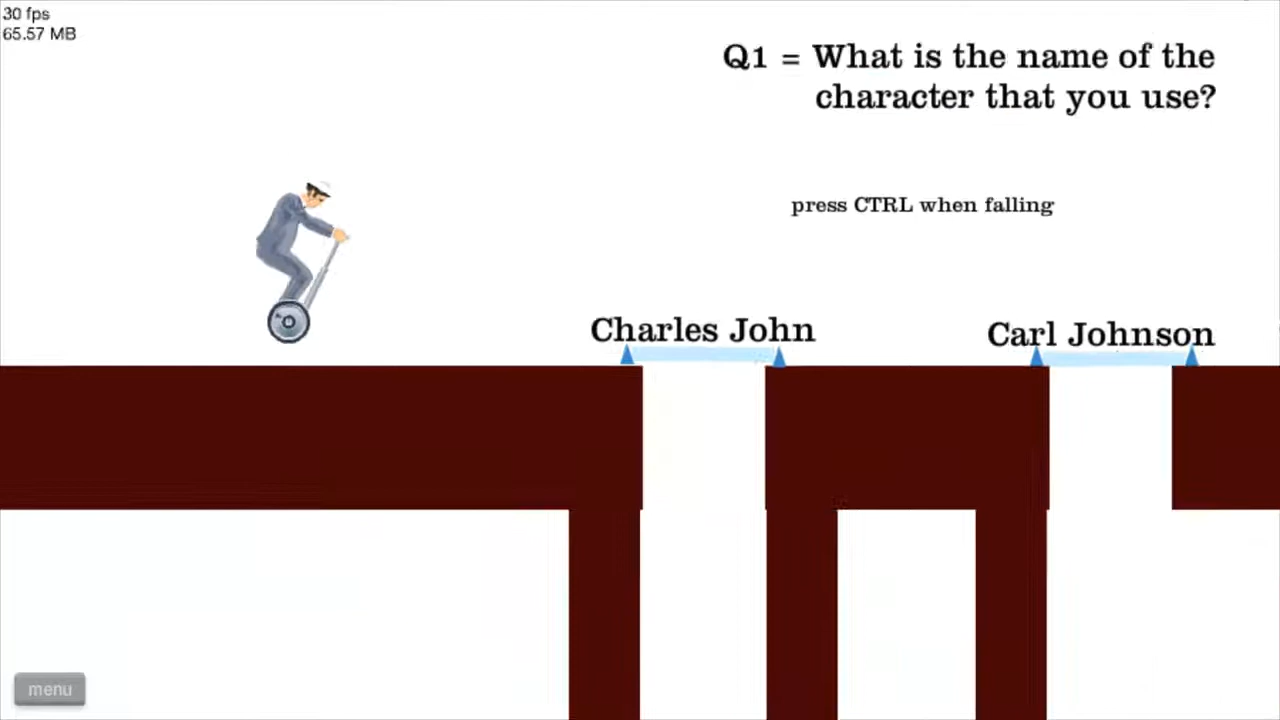 30 fps
65.57 MB
Q1 = What is the name of the
character that you use?
press CTRL when falling
Charles John
Carl Johnson
menu